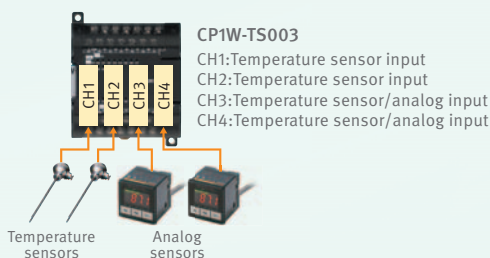 CP1W-TS003
CH1:Temperature sensor input
CH2:Temperature sensor input
CH3:Temperature sensor/analog input
CH4:Temperature sensor/analog input
CH1
CH2
CH3
CH4
Temperature
sensors
Analog
sensors